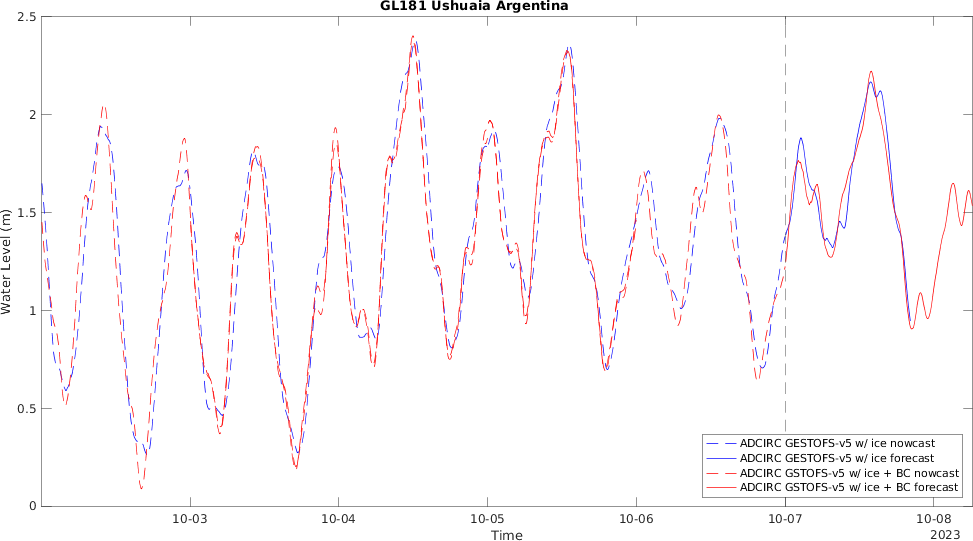 GL181 Ushuaia Argentina
2.5
2
1.5
1
0.5
0
Water Level (m)
10-03
10-04
10-05
10-06
10-07
10-08
Time
2023
ADCIRC GESTOFS-v5 w/ ice nowcast
ADCIRC GESTOFS-v5 w/ ice forecast
ADCIRC GSTOFS-v5 w/ ice + BC nowcast
ADCIRC GSTOFS-v5 w/ ice + BC forecast